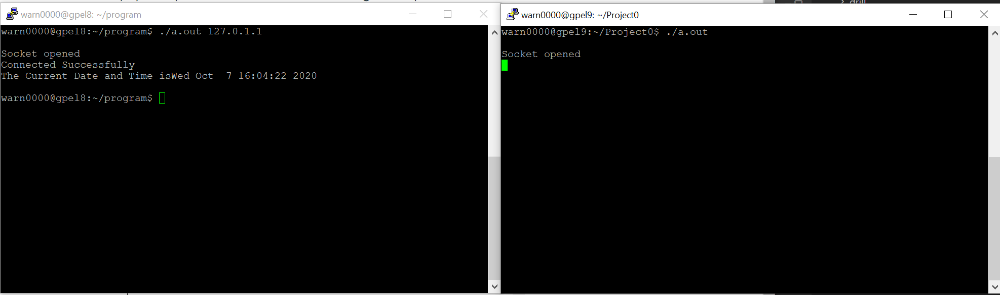 drill
warn0000@gpel8: ~/program
warn0000@gpel8:~/program$ ./a.out 127.0.1.1
Socket opened
Connected Successfully
The Current Date and Time isWed Oct  7 16:04:22 2020
warn0000@gpel8:~/program$
warn0000@gpel9: ~/Project0
warn0000@gpel9:~/Project0$ ./a.out
Socket opened